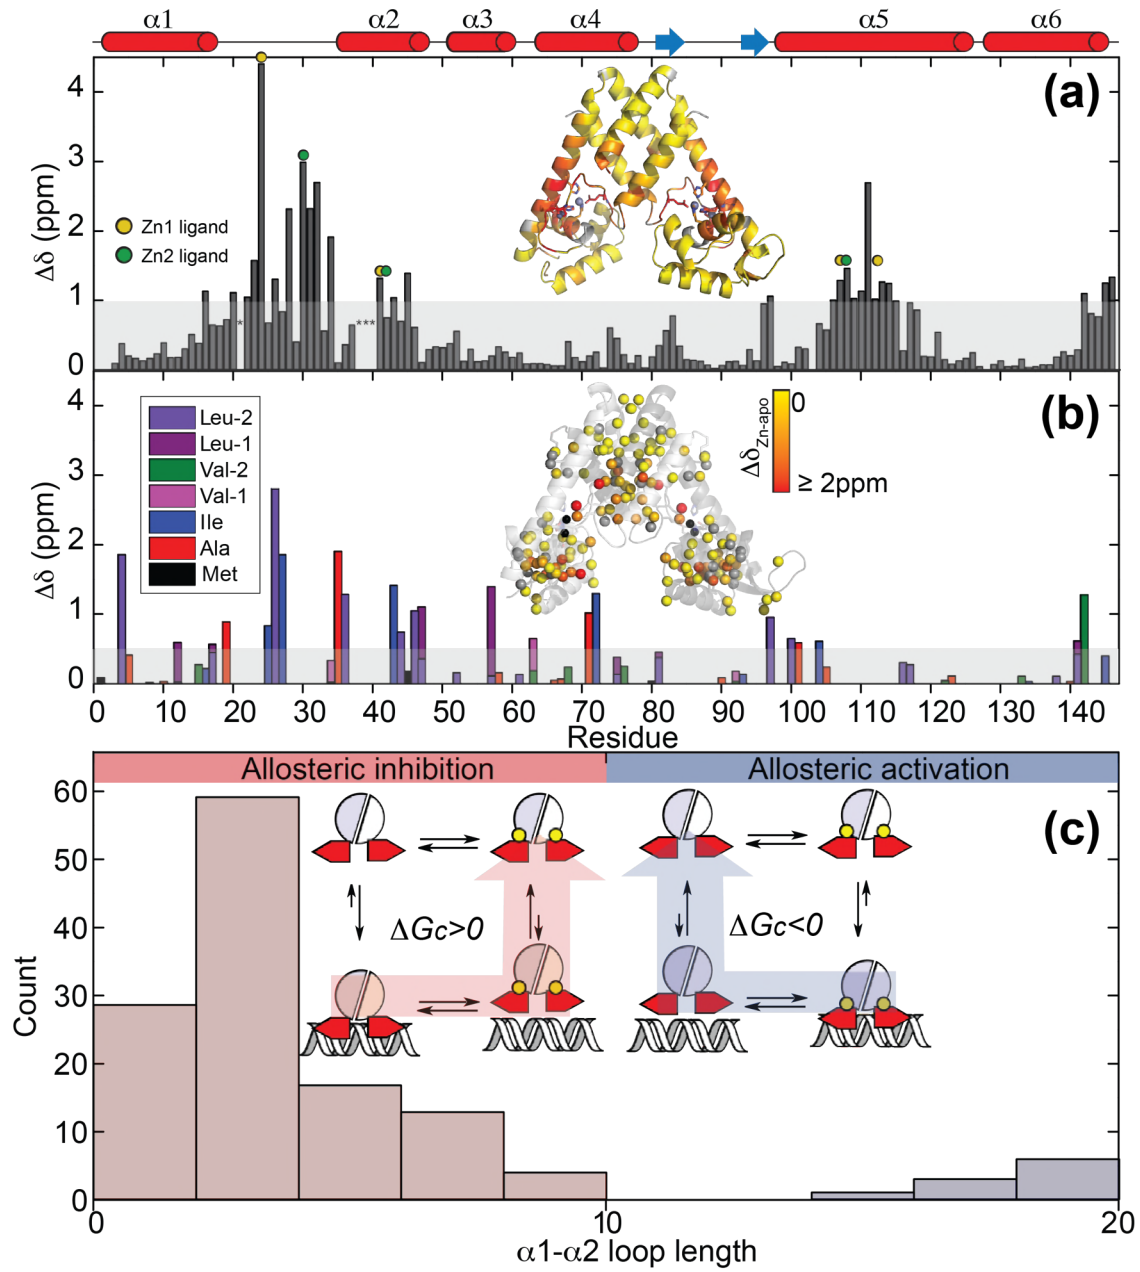 α1 α2 α3 α4 α5 α6
(a)
Δδ (ppm)
4
3
2
1
0
Zn1 ligand
Zn2 ligand
*
***
(b)
Δδ (ppm)
4
3
2
1
0
Leu-2
Leu-1
Val-2
Val-1
Ile
Ala
Met
ΔδZn-apo
0
≥ 2ppm
0 10 20 30 40 50 60 70 80 90 100 110 120 130 140
Residue
Allosteric inhibition
Allosteric activation
(c)
Count
60
50
40
30
20
10
0
ΔGc>0
ΔGc<0
0 10 20
α1-α2 loop length